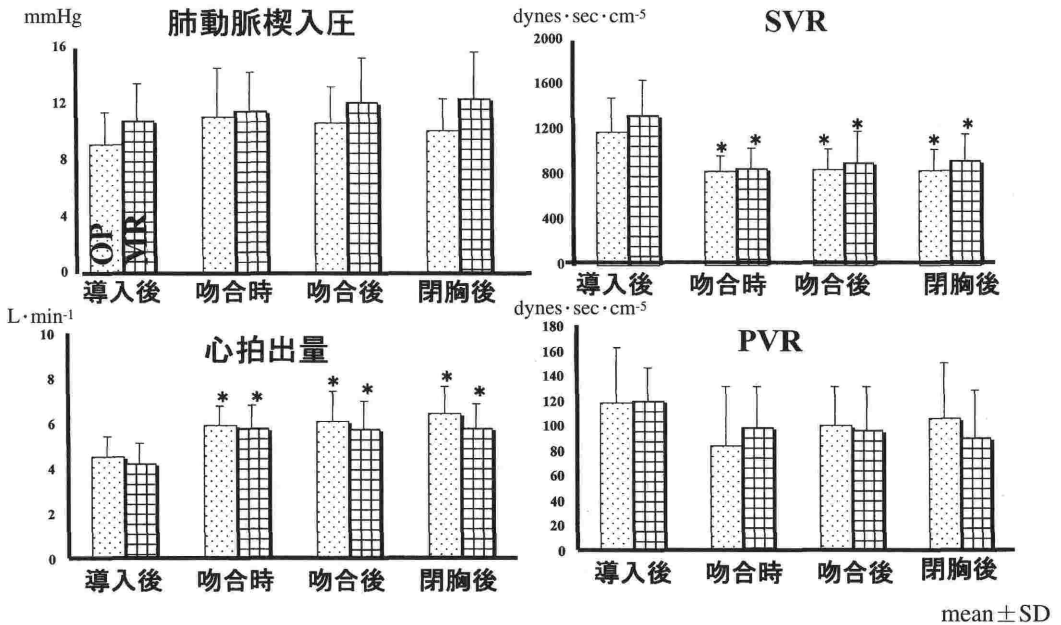 mmHg
肺動脈楔入圧
16
12
8
4
0
OP
MR
導入後 吻合時 吻合後 閉胸後
dynes・sec・cm-5
SVR
2000
1600
1200
800
400
0
* * * * * *
導入後 吻合時 吻合後 閉胸後
L・min-1
心拍出量
10
8
6
4
2
0
* * * * * *
導入後 吻合時 吻合後 閉胸後
dynes・sec・cm-5
PVR
180
160
140
120
100
80
60
40
20
0
導入後 吻合時 吻合後 閉胸後
mean±SD